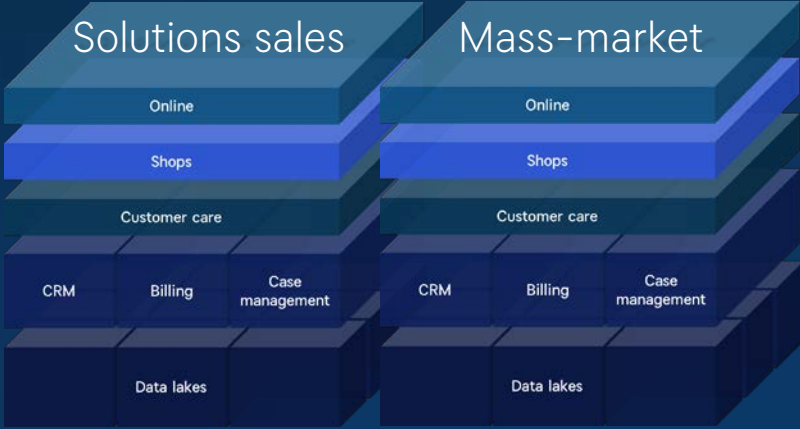 Solutions sales
Online
Shops
Customer care
CRM
Billing
Case
management
Data lakes
Mass-market
Online
Shops
Customer care
CRM
Billing
Case
management
Data lakes